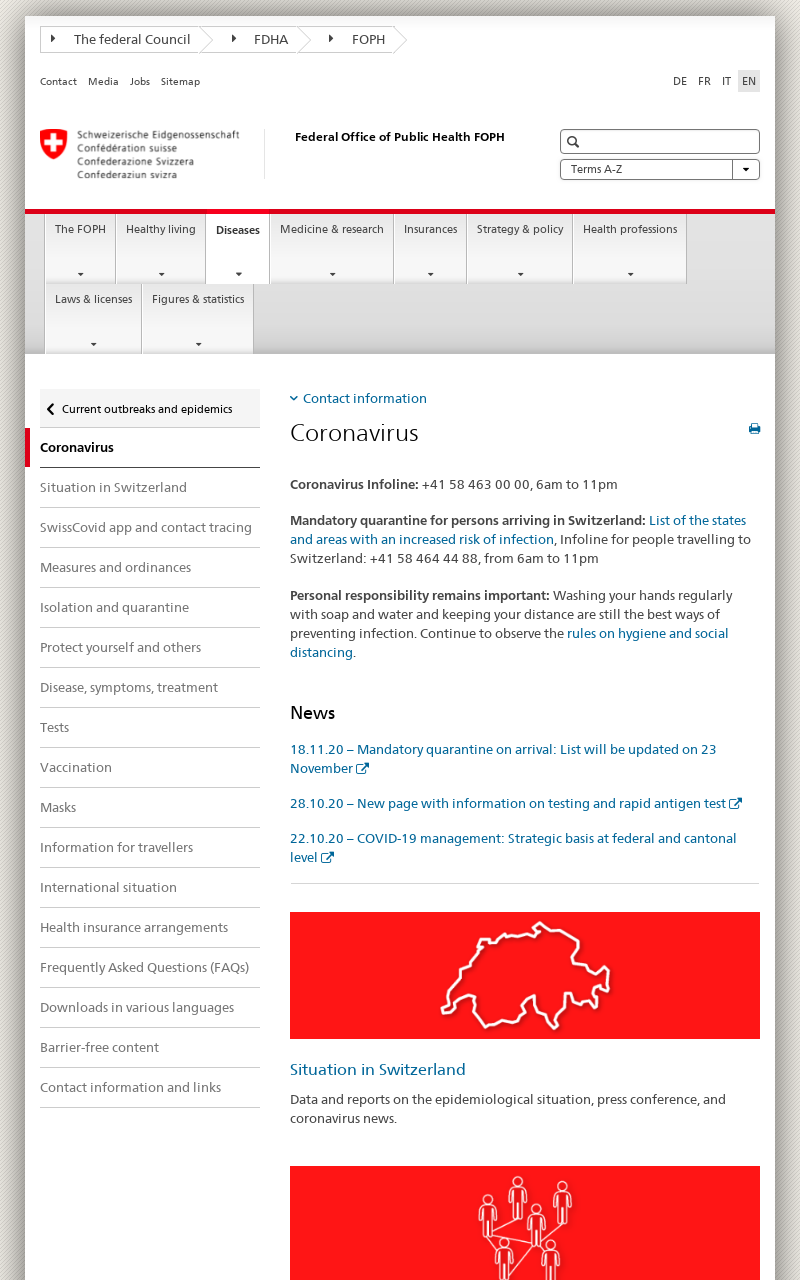 The federal Council
FDHA
FOPH
Contact Media Jobs Sitemap
DE FR IT EN
Schweizerische Eidgenossenschaft
Confédération suisse
Confederazione Svizzera
Confederaziun svizra
Federal Office of Public Health FOPH
Terms A-Z
The FOPH
Healthy living
Diseases
Medicine & research
Insurances
Strategy & policy
Health professions
Laws & licenses
Figures & statistics
Current outbreaks and epidemics
Coronavirus
Situation in Switzerland
SwissCovid app and contact tracing
Measures and ordinances
Isolation and quarantine
Protect yourself and others
Disease, symptoms, treatment
Tests
Vaccination
Masks
Information for travellers
International situation
Health insurance arrangements
Frequently Asked Questions (FAQs)
Downloads in various languages
Barrier-free content
Contact information and links
Contact information
Coronavirus
Coronavirus Infoline: +41 58 463 00 00, 6am to 11pm
Mandatory quarantine for persons arriving in Switzerland: List of the states
and areas with an increased risk of infection, Infoline for people travelling to
Switzerland: +41 58 464 44 88, from 6am to 11pm
Personal responsibility remains important: Washing your hands regularly
with soap and water and keeping your distance are still the best ways of
preventing infection. Continue to observe the rules on hygiene and social
distancing.
News
18.11.20 – Mandatory quarantine on arrival: List will be updated on 23
November
28.10.20 – New page with information on testing and rapid antigen test
22.10.20 – COVID-19 management: Strategic basis at federal and cantonal
level
Situation in Switzerland
Data and reports on the epidemiological situation, press conference, and
coronavirus news.